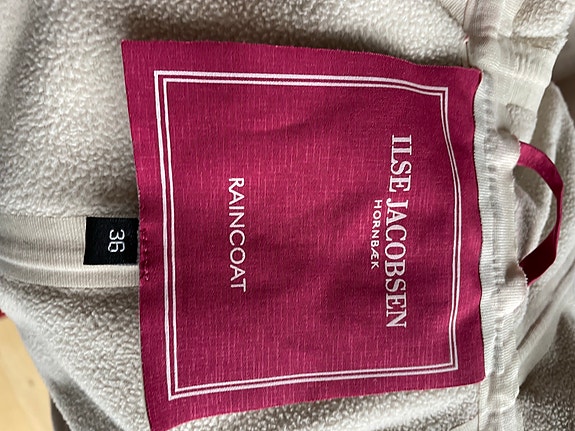 ILSE JACOBSEN
HORNBÆK
RAINCOAT
36